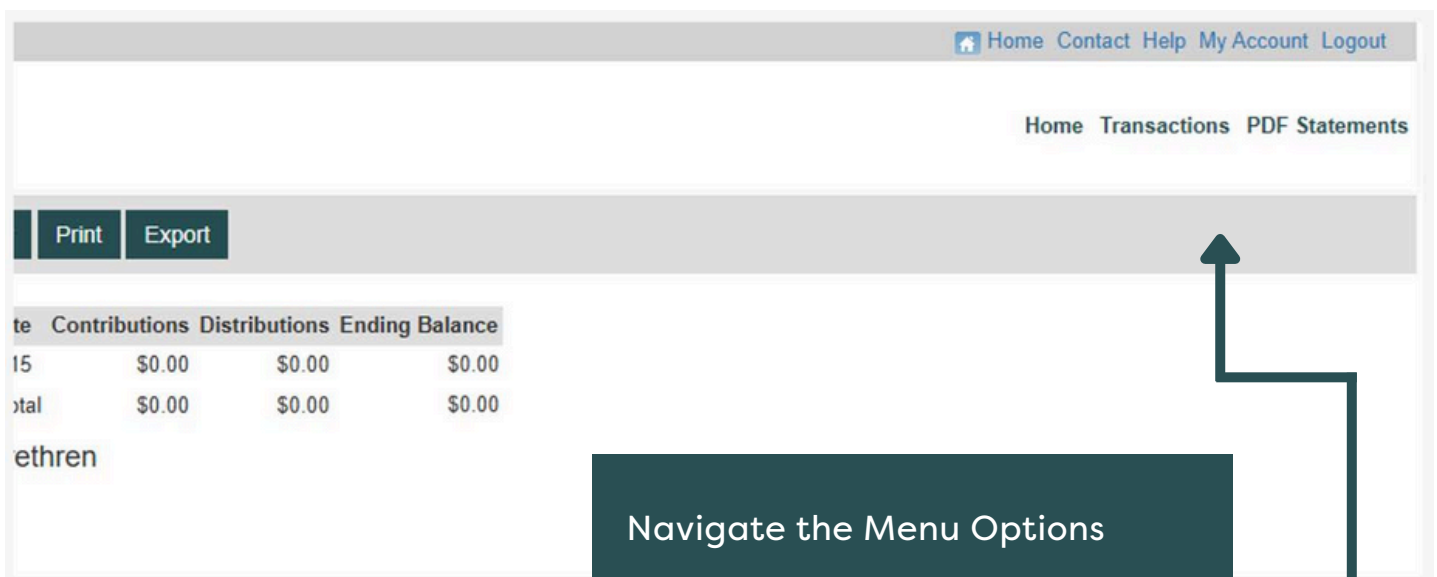 Home Contact Help My Account Logout
Home Transactions PDF Statements
Print Export
te Contributions Distributions Ending Balance
15 $0.00 $0.00 $0.00
otal $0.00 $0.00 $0.00
ethren
Navigate the Menu Options